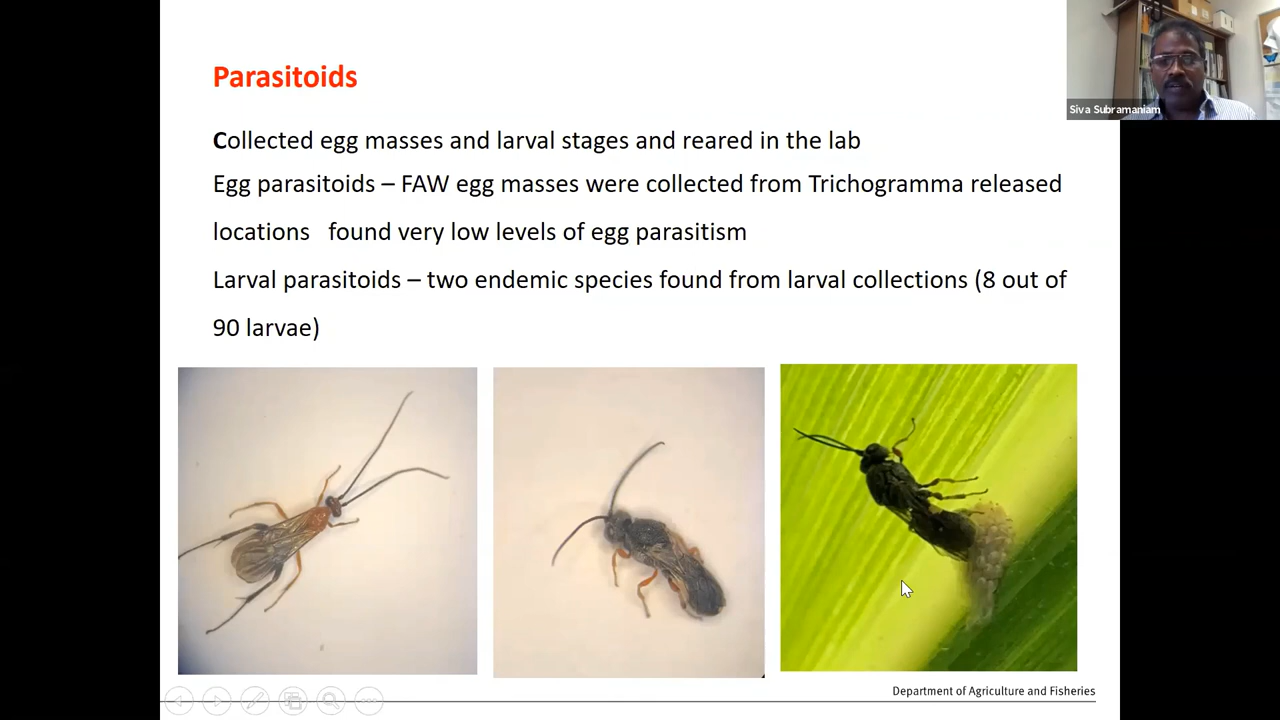 Parasitoids
Siva Subramaniam
Collected egg masses and larval stages and reared in the lab
Egg parasitoids – FAW egg masses were collected from Trichogramma released
locations found very low levels of egg parasitism
Larval parasitoids – two endemic species found from larval collections (8 out of
90 larvae)
Department of Agriculture and Fisheries